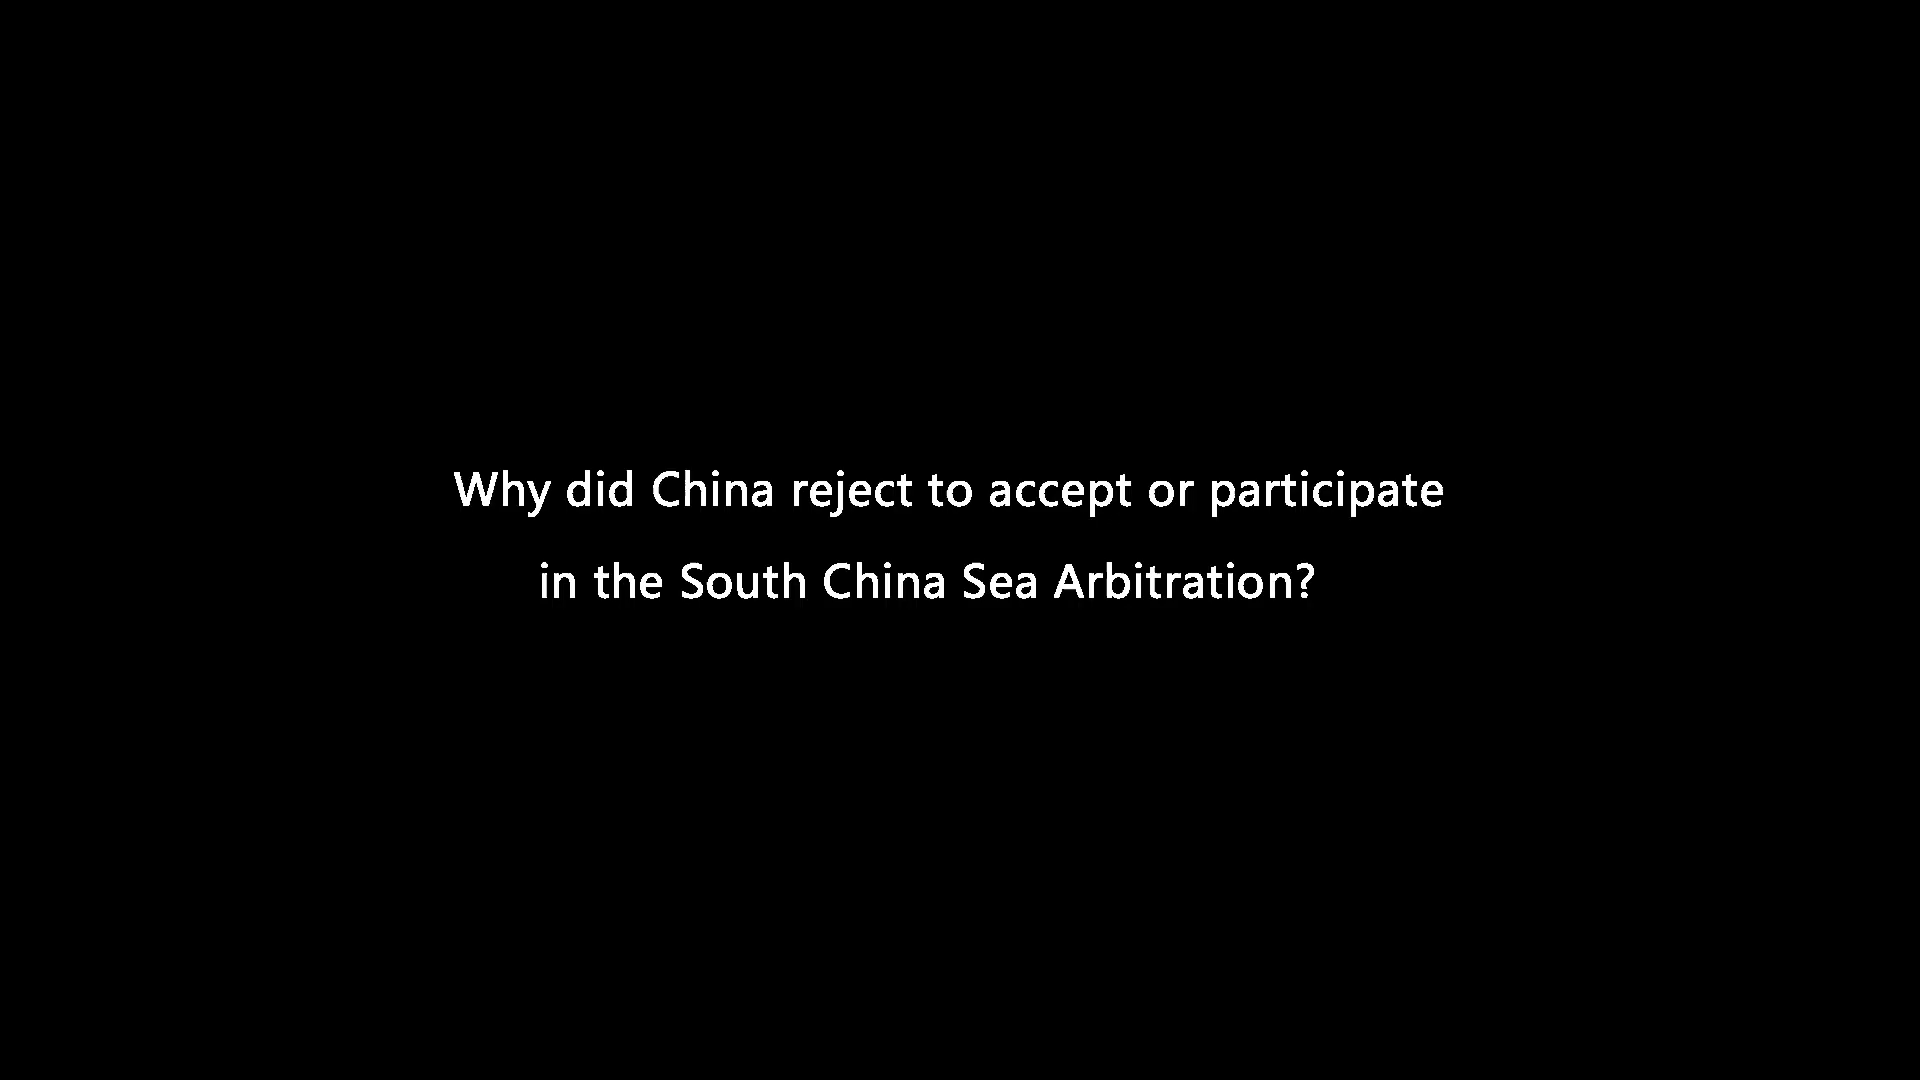 Why did China reject to accept or participate
in the South China Sea Arbitration?